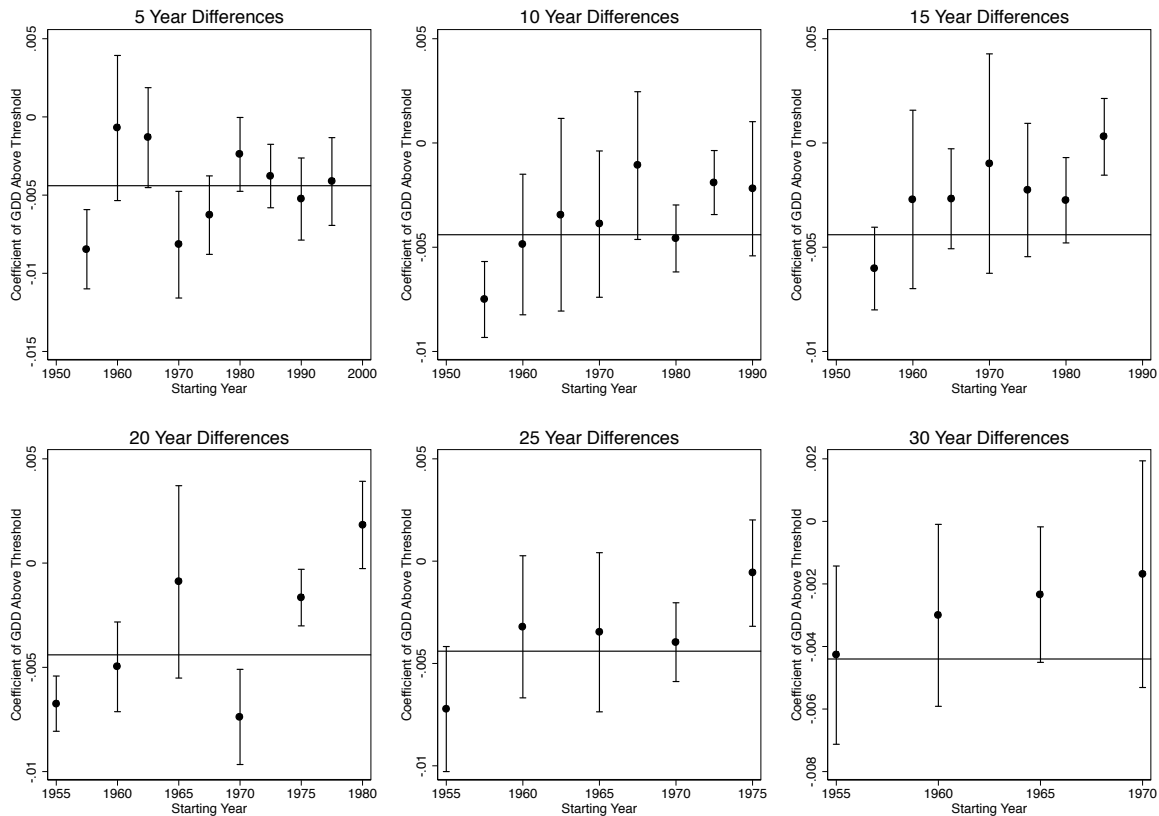 5 Year Differences
Coefficient of GDD Above Threshold
.005
0
-.005
-.01
-.015
1950 1960 1970 1980 1990 2000
Starting Year
10 Year Differences
Coefficient of GDD Above Threshold
.005
0
-.005
-.01
1950 1960 1970 1980 1990
Starting Year
15 Year Differences
Coefficient of GDD Above Threshold
.005
0
-.005
-.01
1950 1960 1970 1980 1990
Starting Year
20 Year Differences
Coefficient of GDD Above Threshold
.005
0
-.005
-.01
1955 1960 1965 1970 1975 1980
Starting Year
25 Year Differences
Coefficient of GDD Above Threshold
.005
0
-.005
-.01
1955 1960 1965 1970 1975
Starting Year
30 Year Differences
Coefficient of GDD Above Threshold
.002
0
-.002
-.004
-.006
-.008
1955 1960 1965 1970
Starting Year